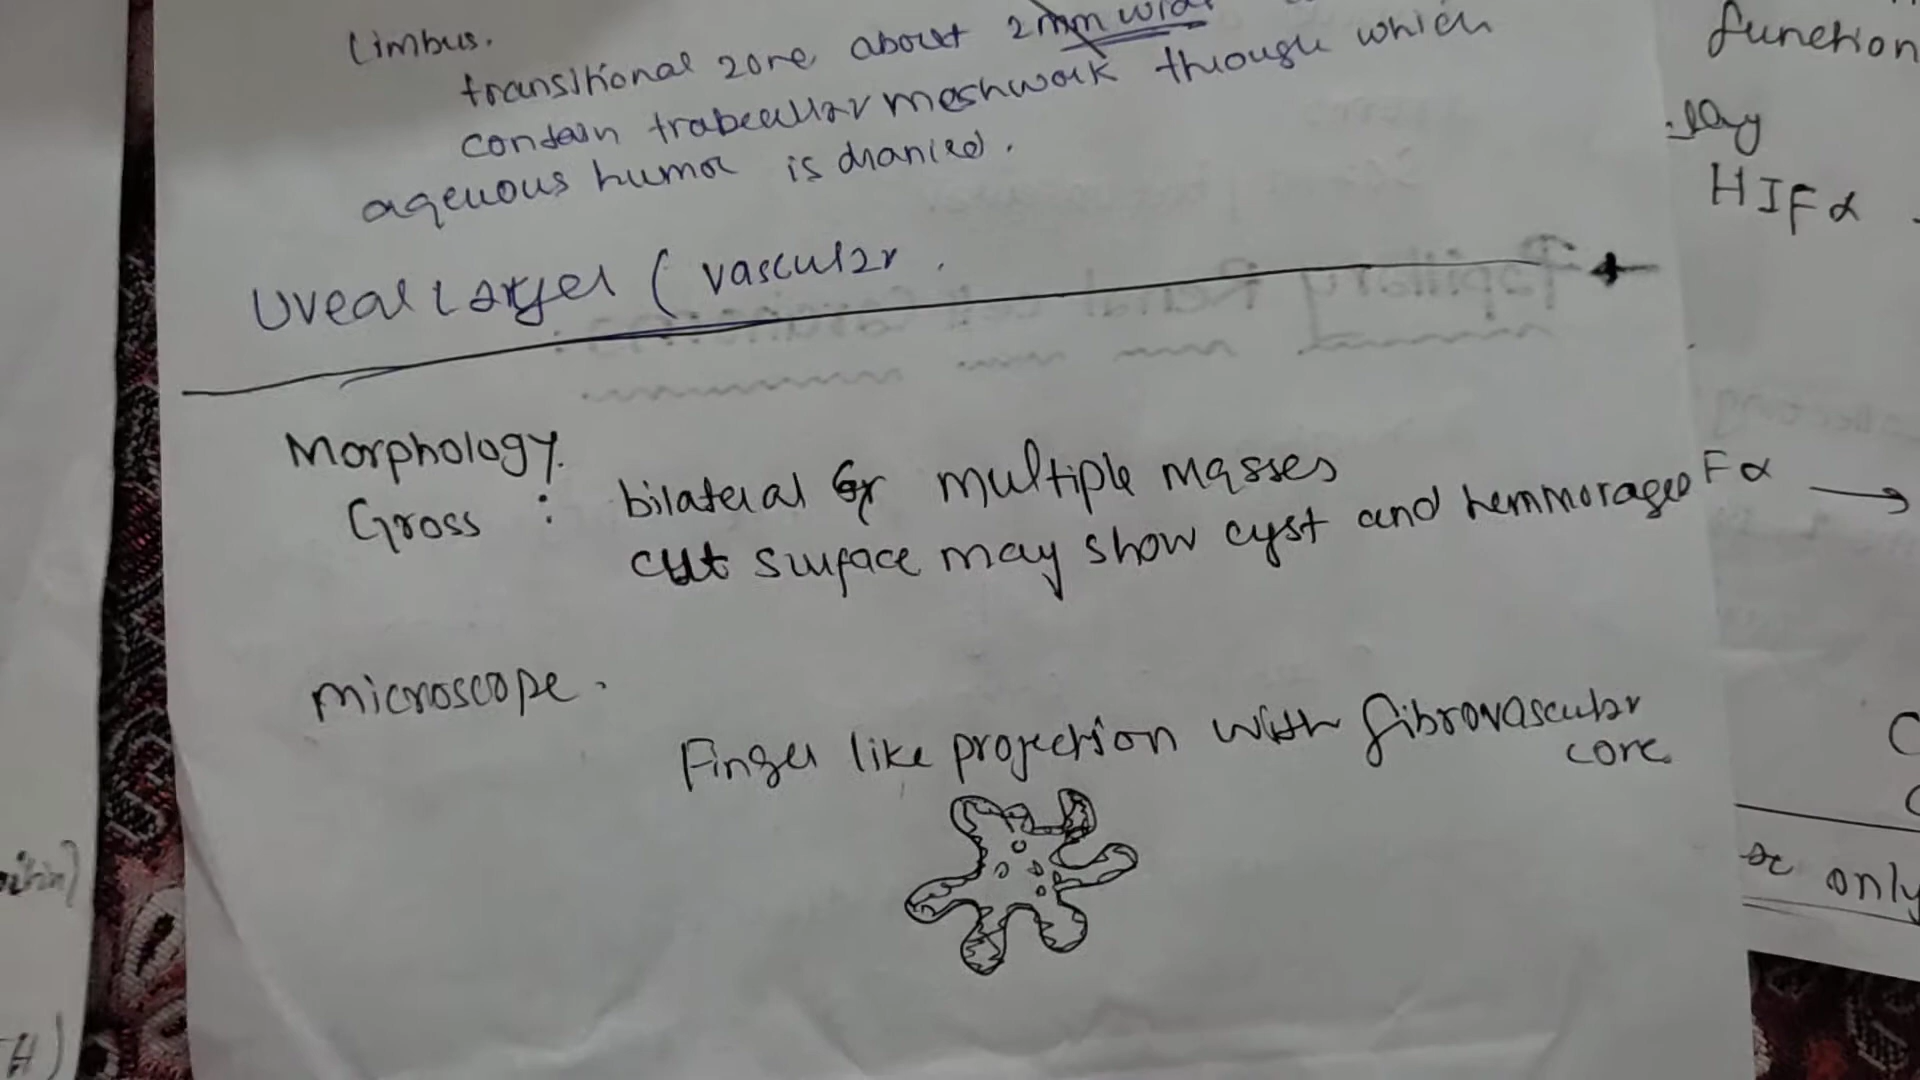 Limbus.
transitional zone about 2mm wide
contain trabecular meshwork through which
aqeuous humor is dranied.
Uveal Layer (vascular.
Morphology.
Gross : bilateral or multiple masses
cut surface may show cyst and hemmorages
Microscope.
Finger like projection with fibrovascular
core
function
HIFα
Fα →
only